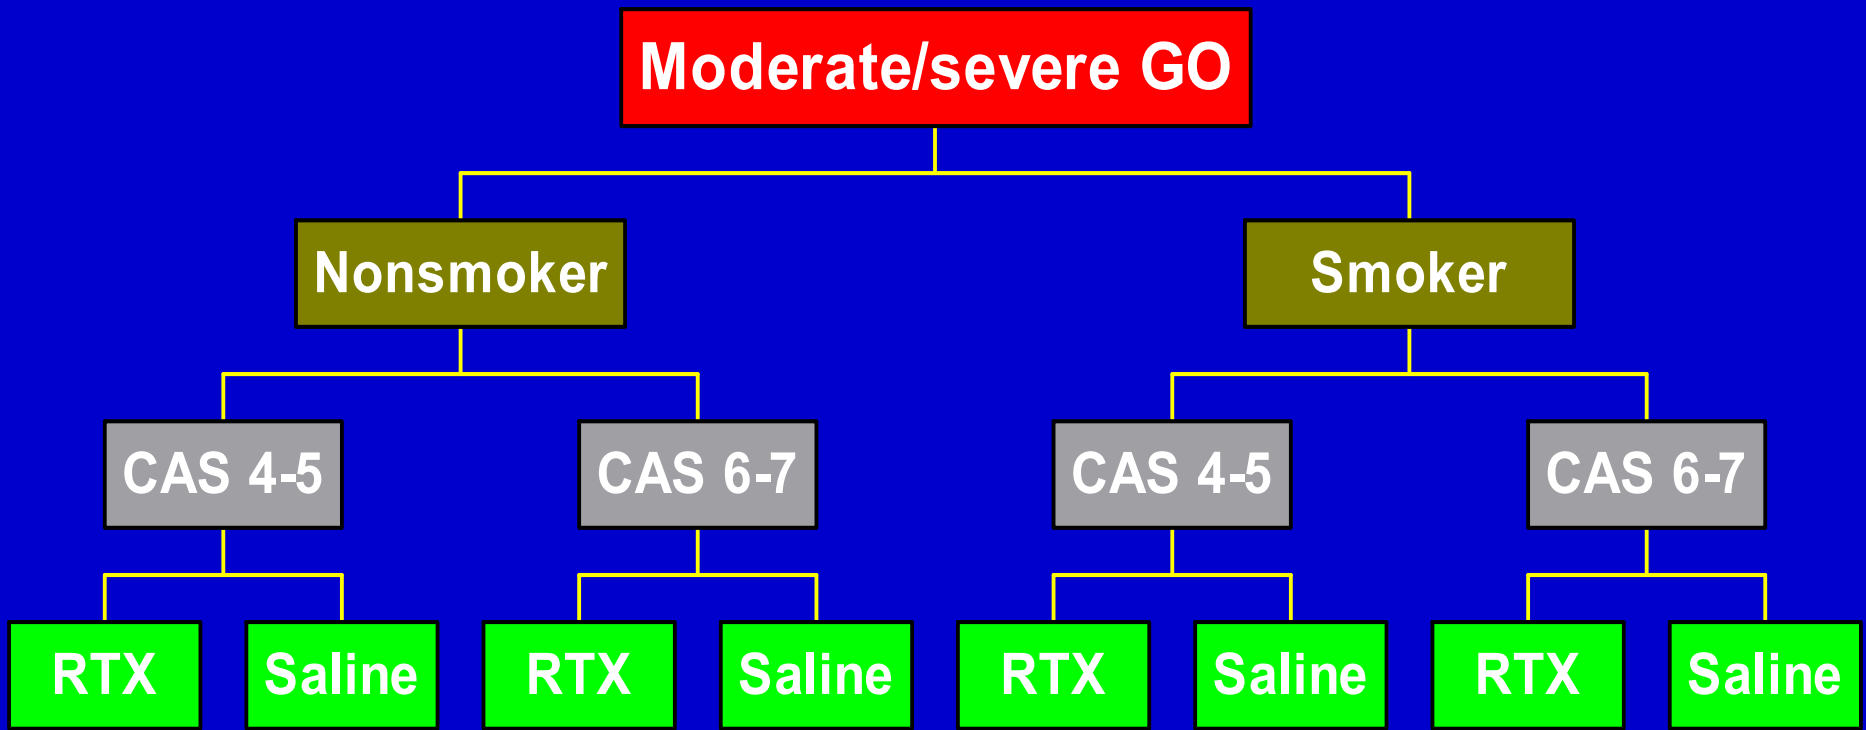 Moderate/severe GO
Nonsmoker
Smoker
CAS 4-5
CAS 6-7
CAS 4-5
CAS 6-7
RTX
Saline
RTX
Saline
RTX
Saline
RTX
Saline